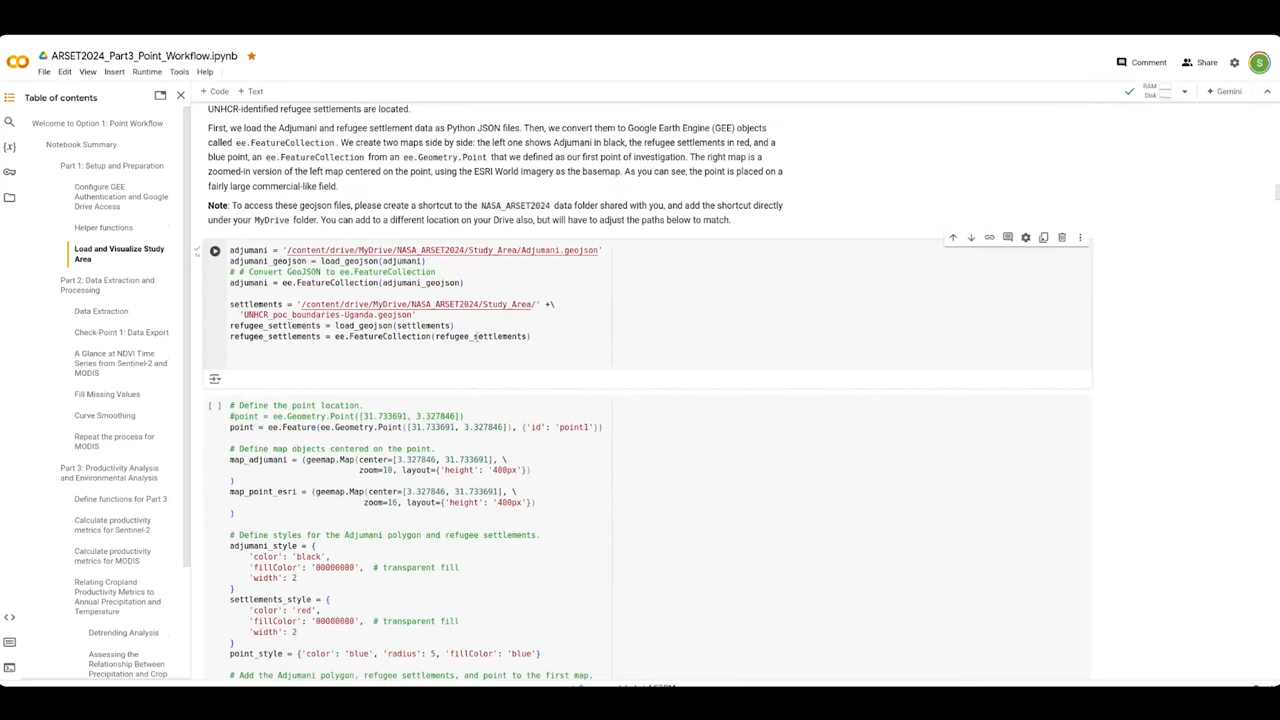 ARSET2024_Part3_Point_Workflow.ipynb
File Edit View Insert Runtime Tools Help
Comment Share S
Table of contents
+ Code + Text
RAM
Disk
Gemini
Welcome to Option 1: Point Workflow
Notebook Summary
Part 1: Setup and Preparation
Configure GEE
Authentication and Google
Drive Access
Helper functions
Load and Visualize Study
Area
Part 2: Data Extraction and
Processing
Data Extraction
Check-Point 1: Data Export
A Glance at NDVI Time
Series from Sentinel-2 and
MODIS
Fill Missing Values
Curve Smoothing
Repeat the process for
MODIS
Part 3: Productivity Analysis
and Environmental Analysis
Define functions for Part 3
Calculate productivity
metrics for Sentinel-2
Calculate productivity
metrics for MODIS
Relating Cropland
Productivity Metrics to
Annual Precipitation and
Temperature
Detrending Analysis
Assessing the
Relationship Between
Precipitation and Crop
UNHCR-identified refugee settlements are located.
First, we load the Adjumani and refugee settlement data as Python JSON files. Then, we convert them to Google Earth Engine (GEE) objects
called ee.FeatureCollection. We create two maps side by side: the left one shows Adjumani in black, the refugee settlements in red, and a
blue point, an ee.FeatureCollection from an ee.Geometry.Point that we defined as our first point of investigation. The right map is a
zoomed-in version of the left map centered on the point, using the ESRI World Imagery as the basemap. As you can see, the point is placed on a
fairly large commercial-like field.
Note: To access these geojson files, please create a shortcut to the NASA_ARSET2024 data folder shared with you, and add the shortcut directly
under your MyDrive folder. You can add to a different location on your Drive also, but will have to adjust the paths below to match.
adjumani = '/content/drive/MyDrive/NASA_ARSET2024/Study_Area/Adjumani.geojson'
adjumani_geojson = load_geojson(adjumani)
# # Convert GeoJSON to ee.FeatureCollection
adjumani = ee.FeatureCollection(adjumani_geojson)
settlements = '/content/drive/MyDrive/NASA_ARSET2024/Study_Area/' +\
'UNHCR_poc_boundaries-Uganda.geojson'
refugee_settlements = load_geojson(settlements)
refugee_settlements = ee.FeatureCollection(refugee_settlements)
[ ] # Define the point location.
#point = ee.Geometry.Point([31.733691, 3.327846])
point = ee.Feature(ee.Geometry.Point([31.733691, 3.327846]), {'id': 'point1'})
# Define map objects centered on the point.
map_adjumani = (geemap.Map(center=[3.327846, 31.733691], \
zoom=10, layout={'height': '400px'})
)
map_point_esri = (geemap.Map(center=[3.327846, 31.733691], \
zoom=16, layout={'height': '400px'})
)
# Define styles for the Adjumani polygon and refugee settlements.
adjumani_style = {
'color': 'black',
'fillColor': '00000000', # transparent fill
'width': 2
}
settlements_style = {
'color': 'red',
'fillColor': '00000000', # transparent fill
'width': 2
}
point_style = {'color': 'blue', 'radius': 5, 'fillColor': 'blue'}
# Add the Adjumani polygon, refugee settlements, and point to the first map.